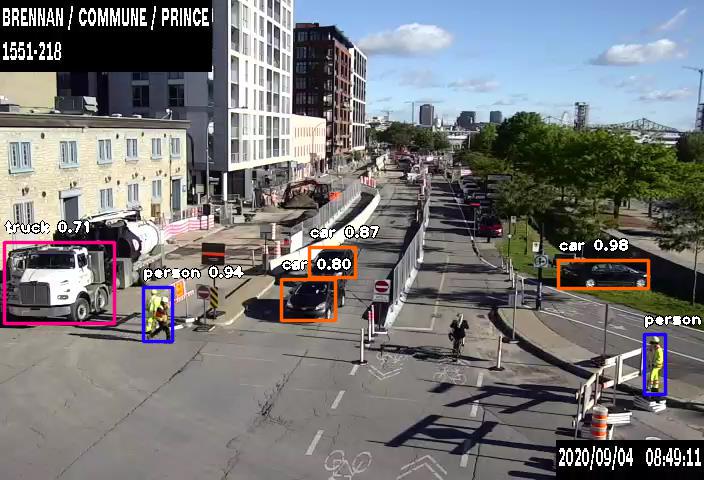 BRENNAN / COMMUNE / PRINCE
1551-218
truck 0.71
person 0.94
car 0.87
car 0.80
car 0.98
person
2020/09/04 08:49:11